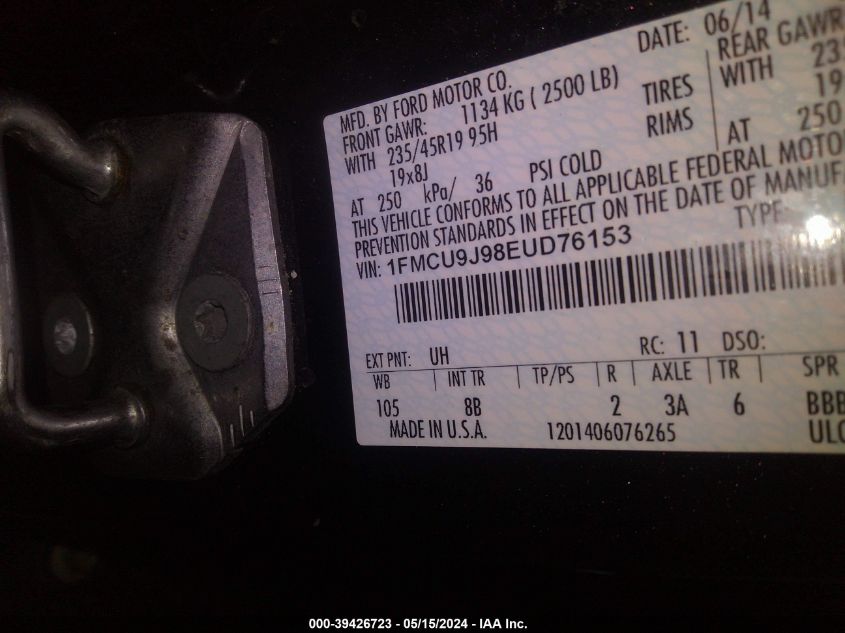 DATE: 06/14
MFD. BY FORD MOTOR CO.
FRONT GAWR: 1134 KG ( 2500 LB) REAR GAWR
WITH 235/45R19 95H TIRES WITH
19x8J RIMS 19
AT 250 kPa/ 36 PSI COLD AT 250
THIS VEHICLE CONFORMS TO ALL APPLICABLE FEDERAL
PREVENTION STANDARDS IN EFFECT ON THE DATE OF
VIN: 1FMCU9J98EUD76153 TYPE
EXT PNT: UH RC: 11 DSO:
WB INT TR TP/PS R AXLE TR SPR
105 8B 2 3A 6 BBB
MADE IN U.S.A. 1201406076265
000-39426723 - 05/15/2024 - IAA Inc.